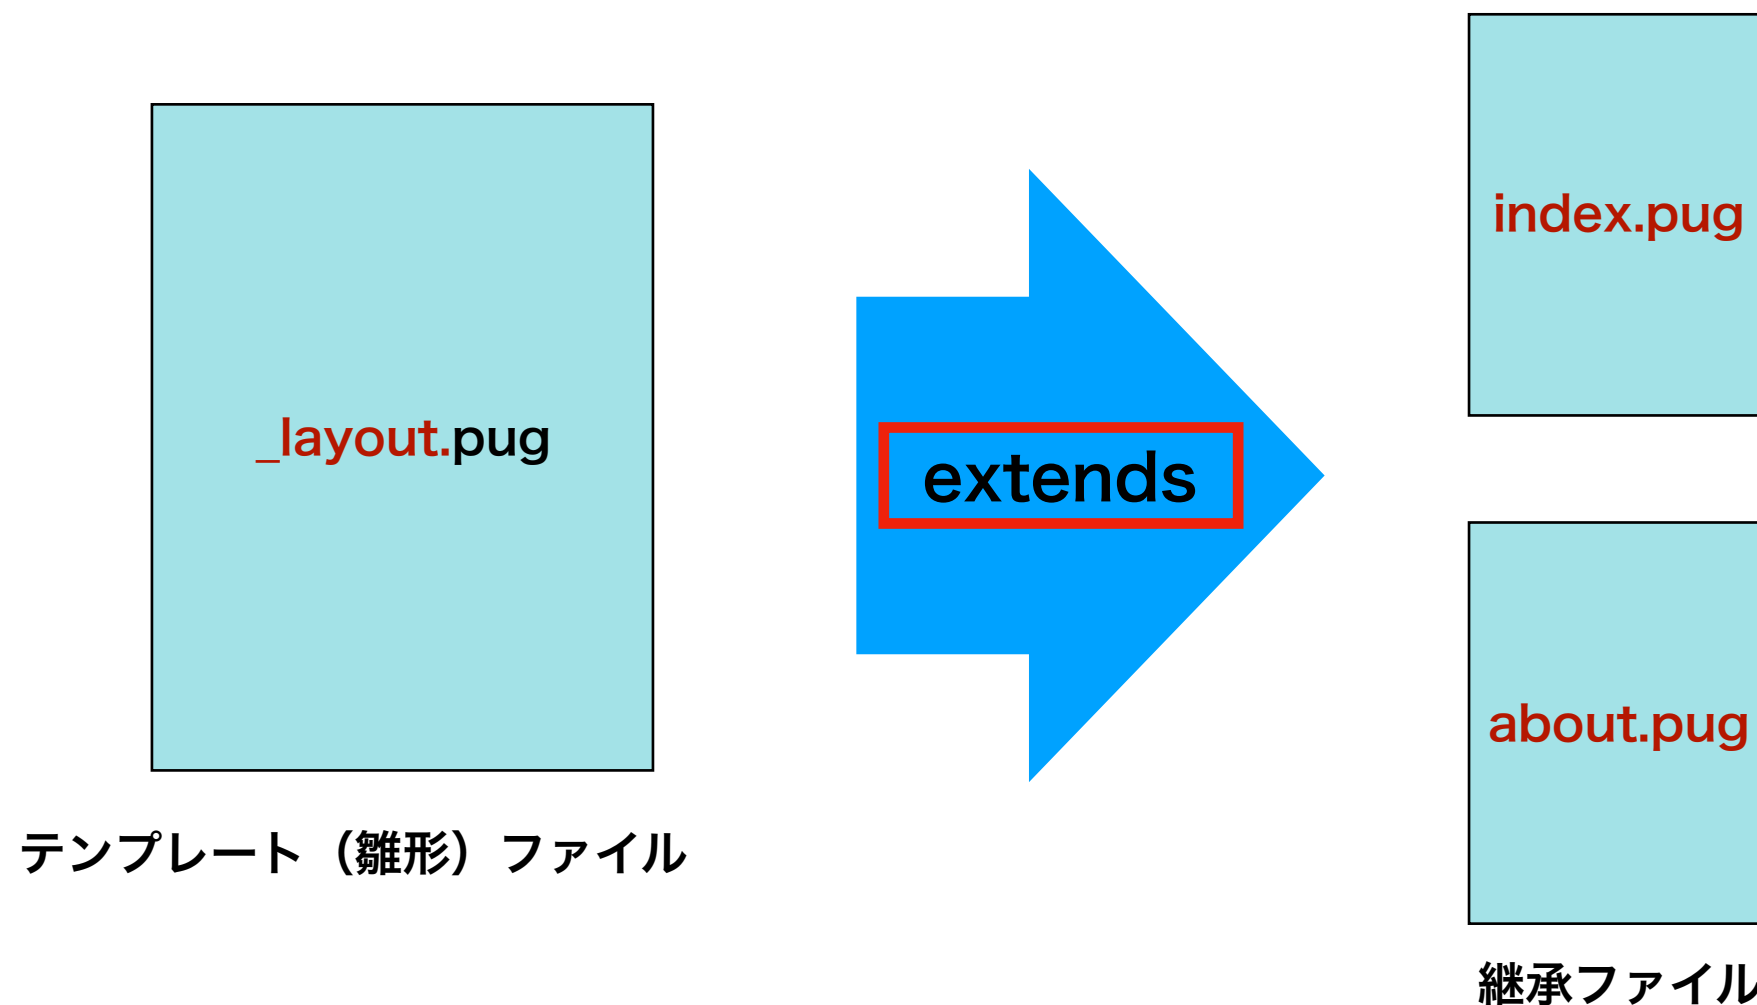 _layout.pug
テンプレート（雛形）ファイル
extends
index.pug
about.pug
継承ファイル